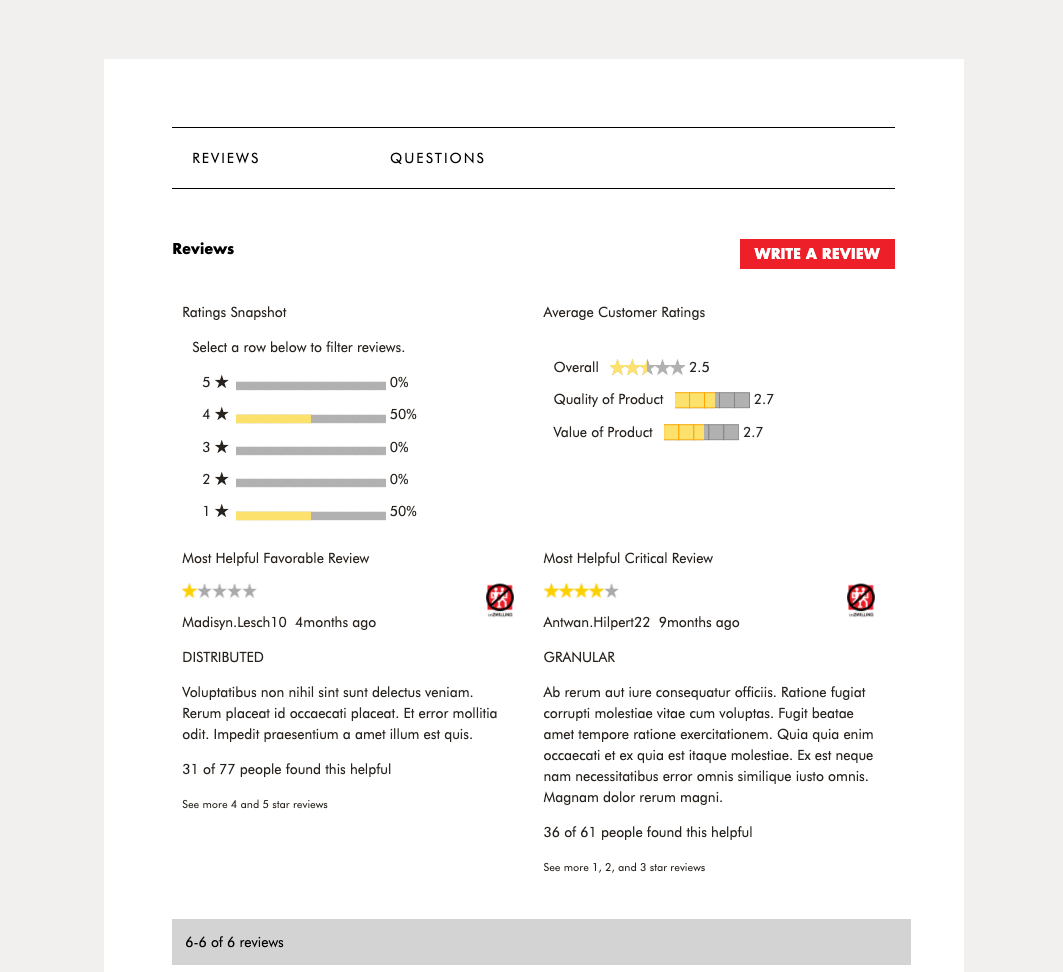 REVIEWS
QUESTIONS
Reviews
WRITE A REVIEW
Ratings Snapshot
Select a row below to filter reviews.
5 ★ 0%
4 ★ 50%
3 ★ 0%
2 ★ 0%
1 ★ 50%
Average Customer Ratings
Overall 2.5
Quality of Product 2.7
Value of Product 2.7
Most Helpful Favorable Review
Madisyn.Lesch10 4months ago
DISTRIBUTED
Voluptatibus non nihil sint sunt delectus veniam.
Rerum placeat id occaecati placeat. Et error mollitia
odit. Impedit praesentium a amet illum est quis.
31 of 77 people found this helpful
See more 4 and 5 star reviews
Most Helpful Critical Review
Antwan.Hilpert22 9months ago
GRANULAR
Ab rerum aut iure consequatur officiis. Ratione fugiat
corrupti molestiae vitae cum voluptas. Fugit beatae
amet tempore ratione exercitationem. Quia quia enim
occaecati et ex quia est itaque molestiae. Ex est neque
nam necessitatibus error omnis similique iusto omnis.
Magnam dolor rerum magni.
36 of 61 people found this helpful
See more 1, 2, and 3 star reviews
6-6 of 6 reviews